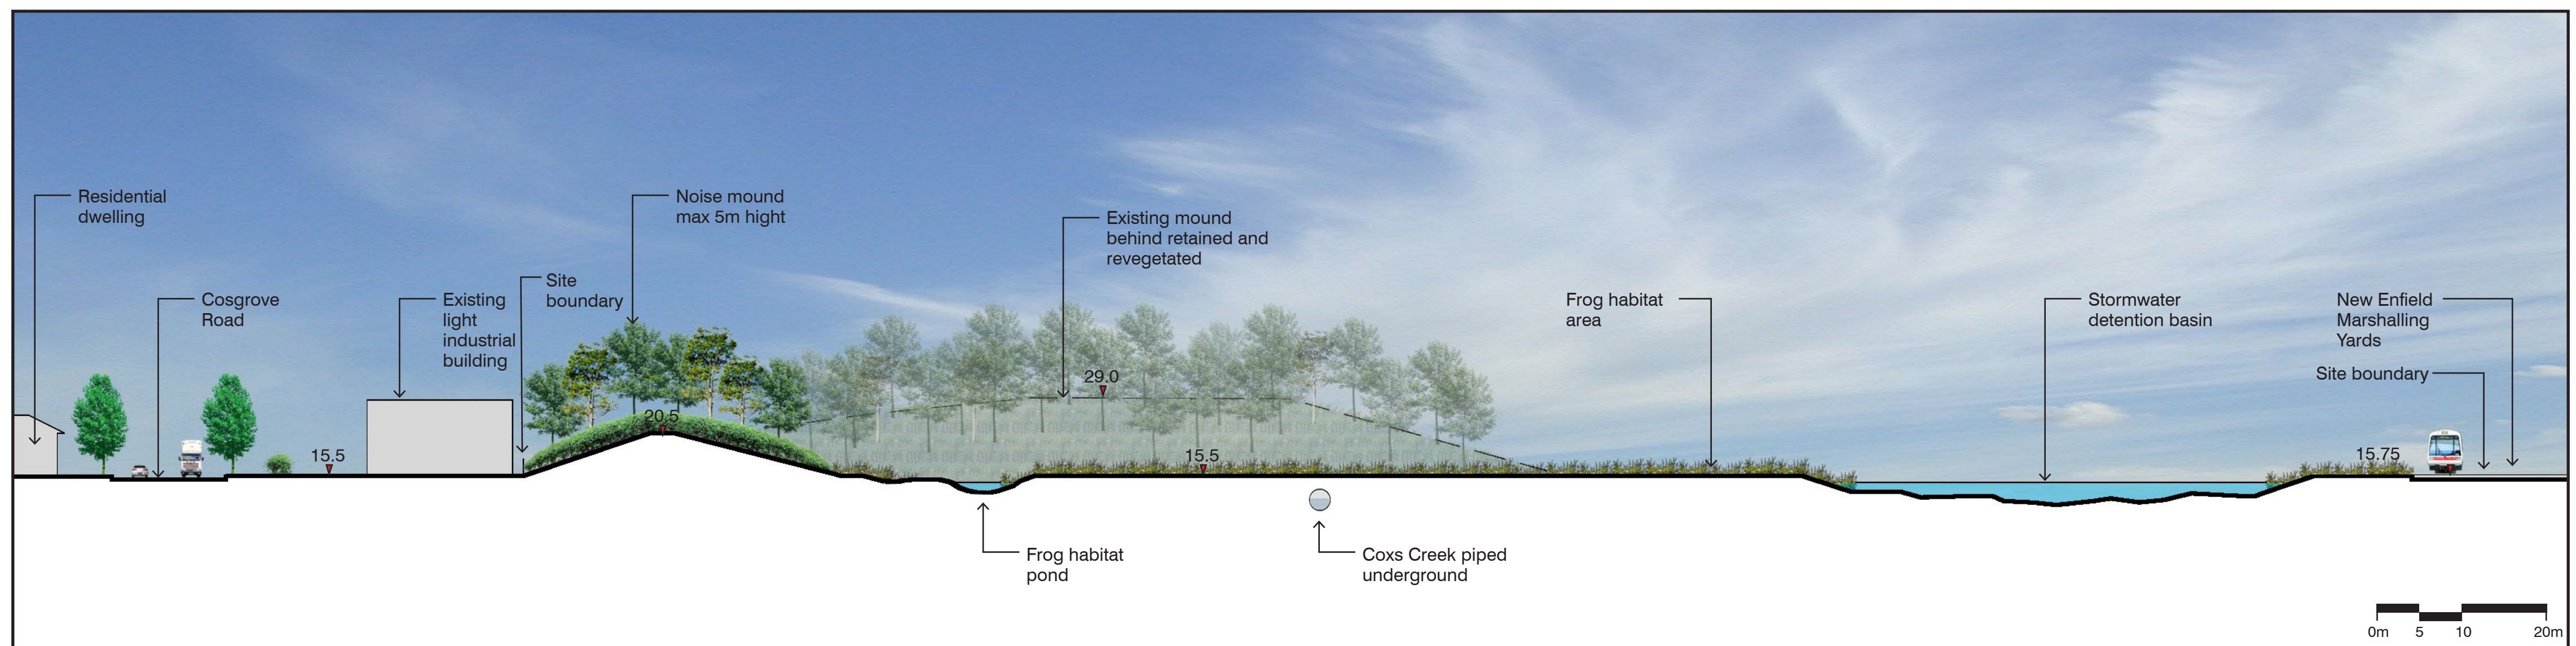 Residential
dwelling
Cosgrove
Road
15.5
Existing
light
industrial
building
Site
boundary
Noise mound
max 5m hight
20.5
Existing mound
behind retained and
revegetated
29.0
15.5
Frog habitat
pond
Coxs Creek piped
underground
Frog habitat
area
Stormwater
detention basin
New Enfield
Marshalling
Yards
Site boundary
15.75
0m 5 10 20m